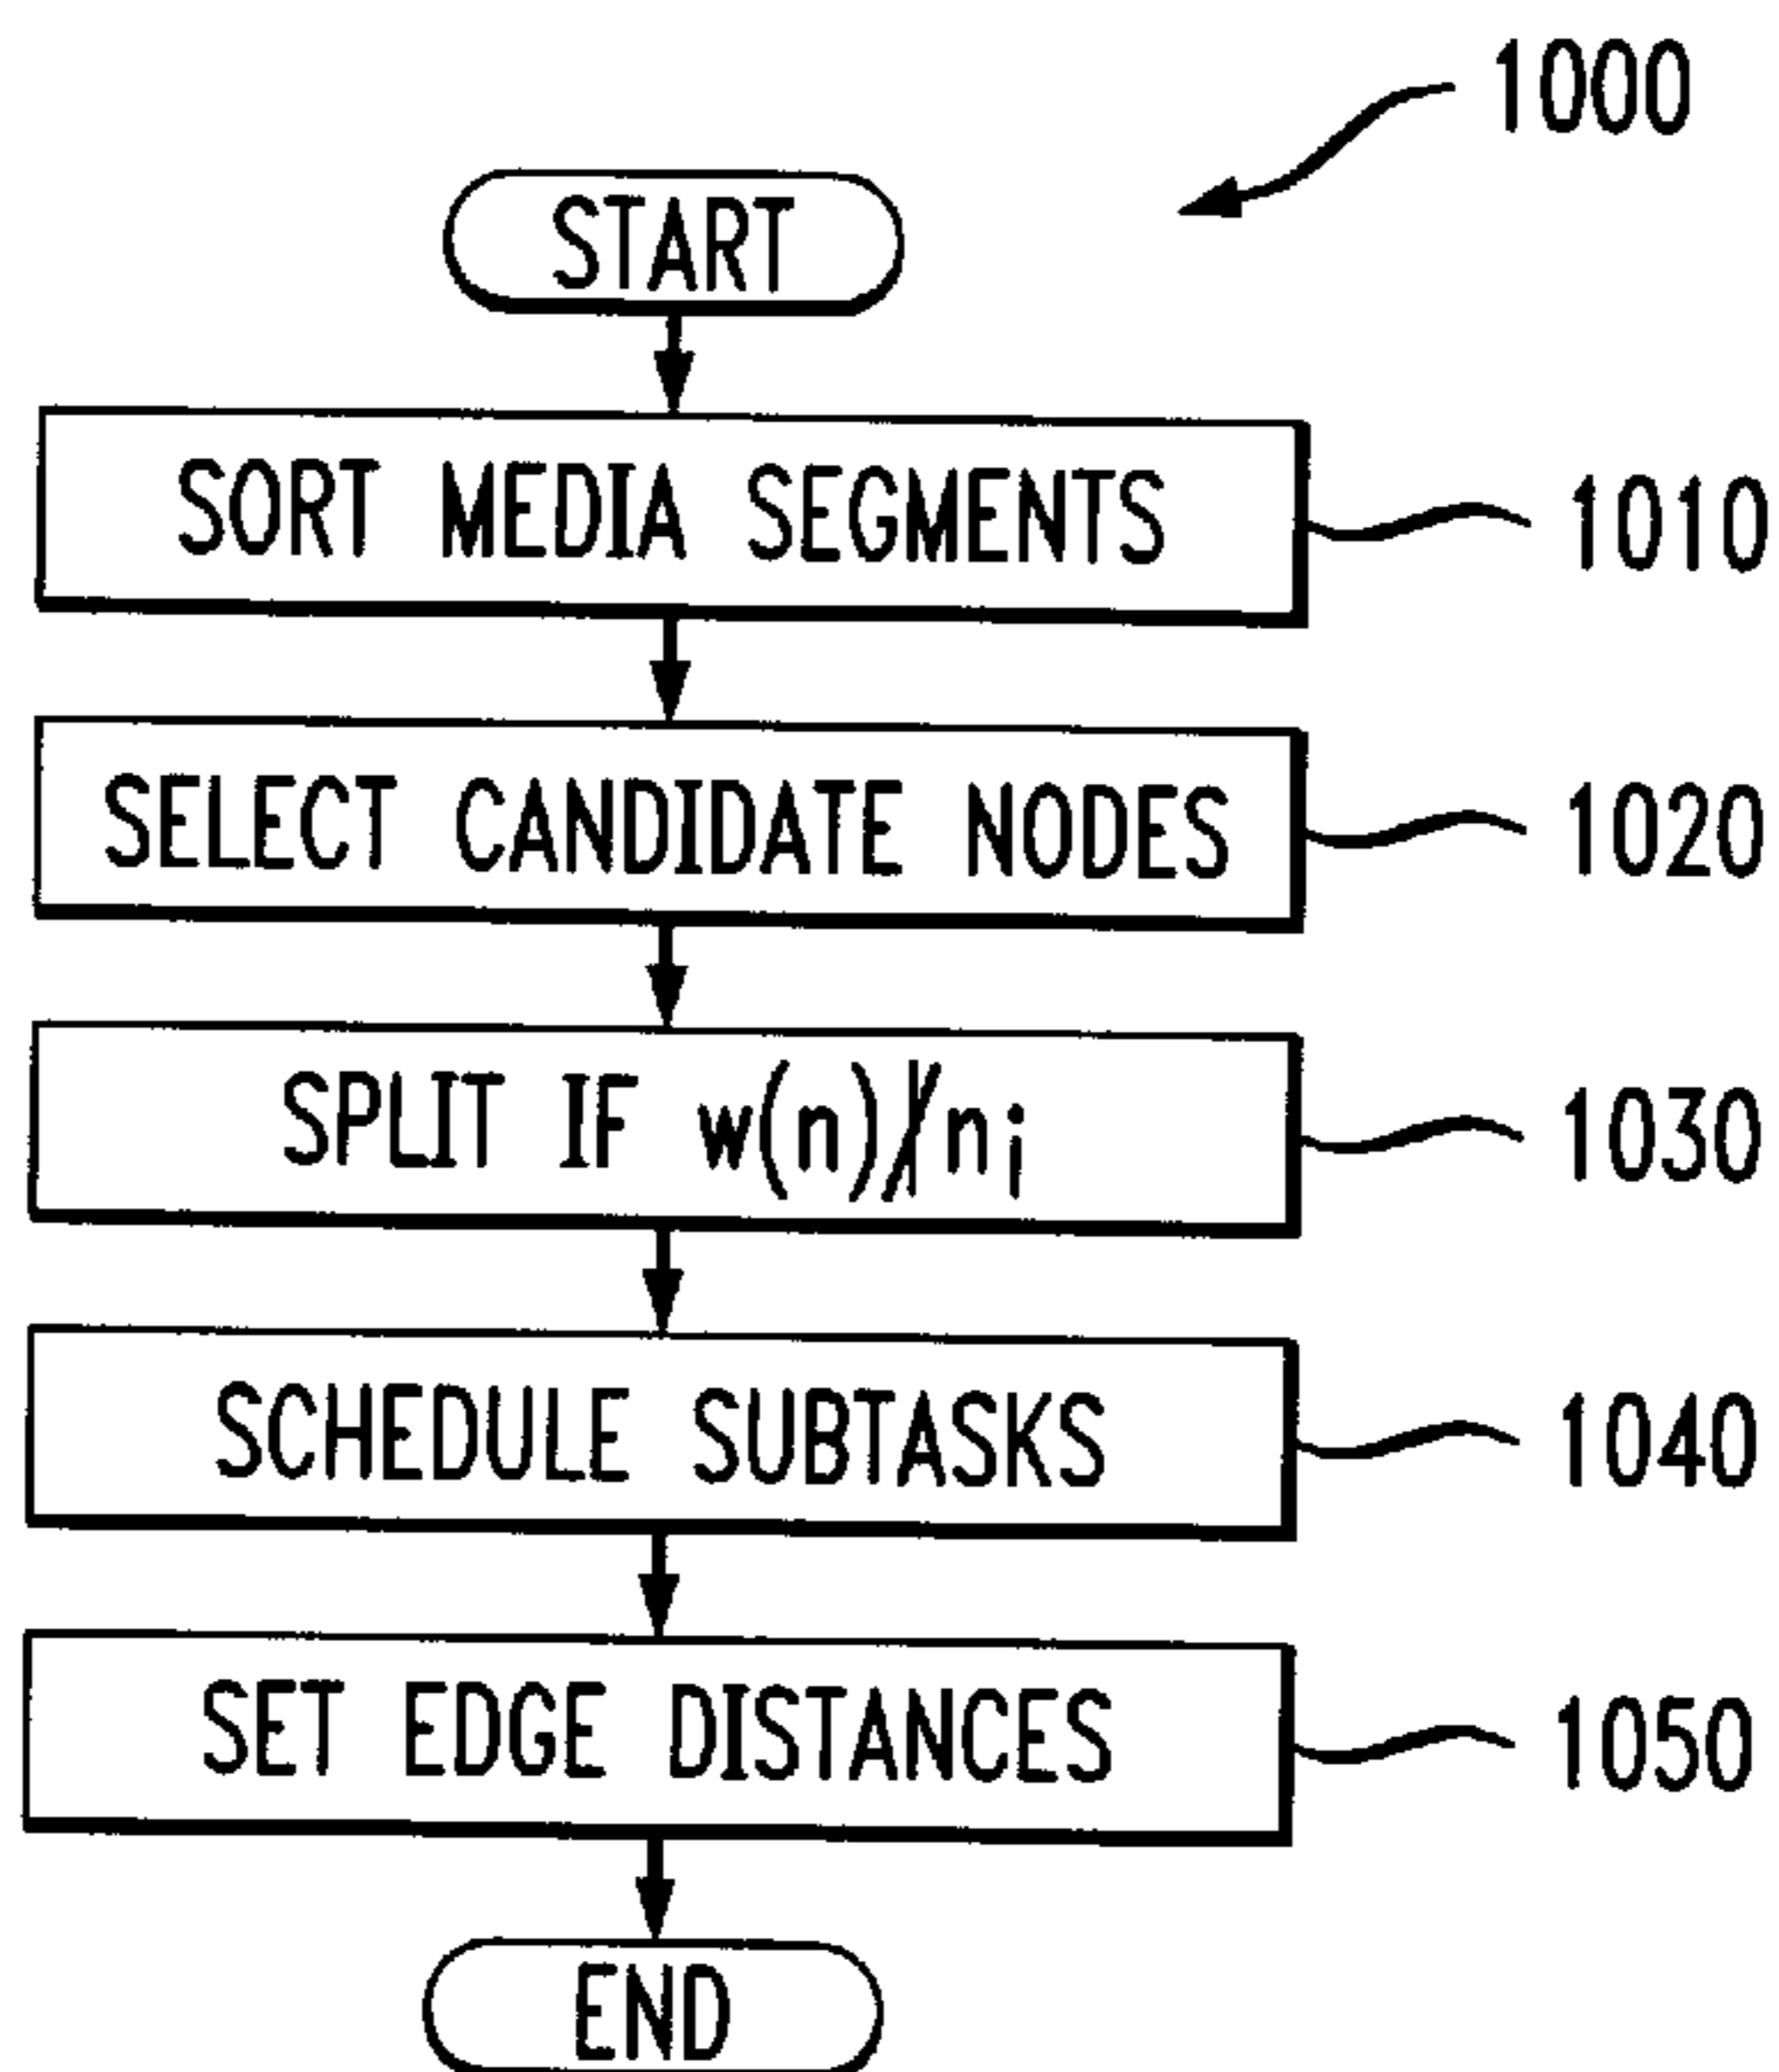 1000
START
SORT MEDIA SEGMENTS 1010
SELECT CANDIDATE NODES 1020
SPLIT IF w(n)∤nᵢ 1030
SCHEDULE SUBTASKS 1040
SET EDGE DISTANCES 1050
END